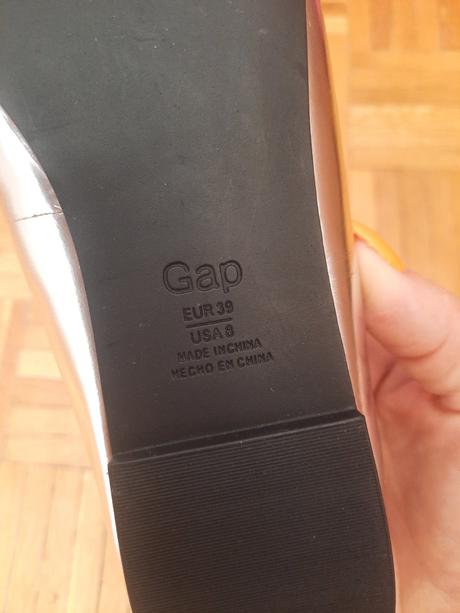 Gap
EUR 39
USA 8
MADE IN CHINA
HECHO EN CHINA